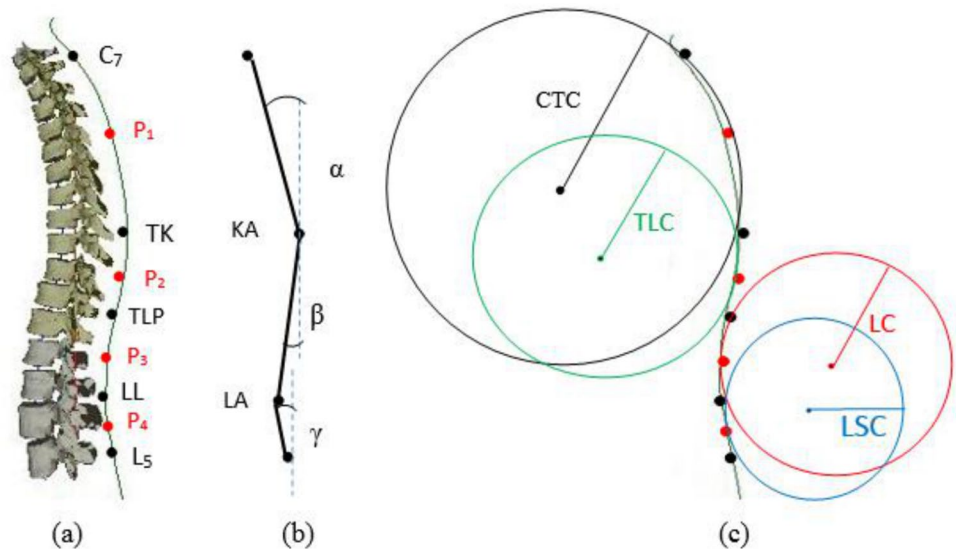 C7
P1
TK
P2
TLP
P3
LL
P4
L5
(a)
α
KA
β
LA
γ
(b)
CTC
TLC
LC
LSC
(c)